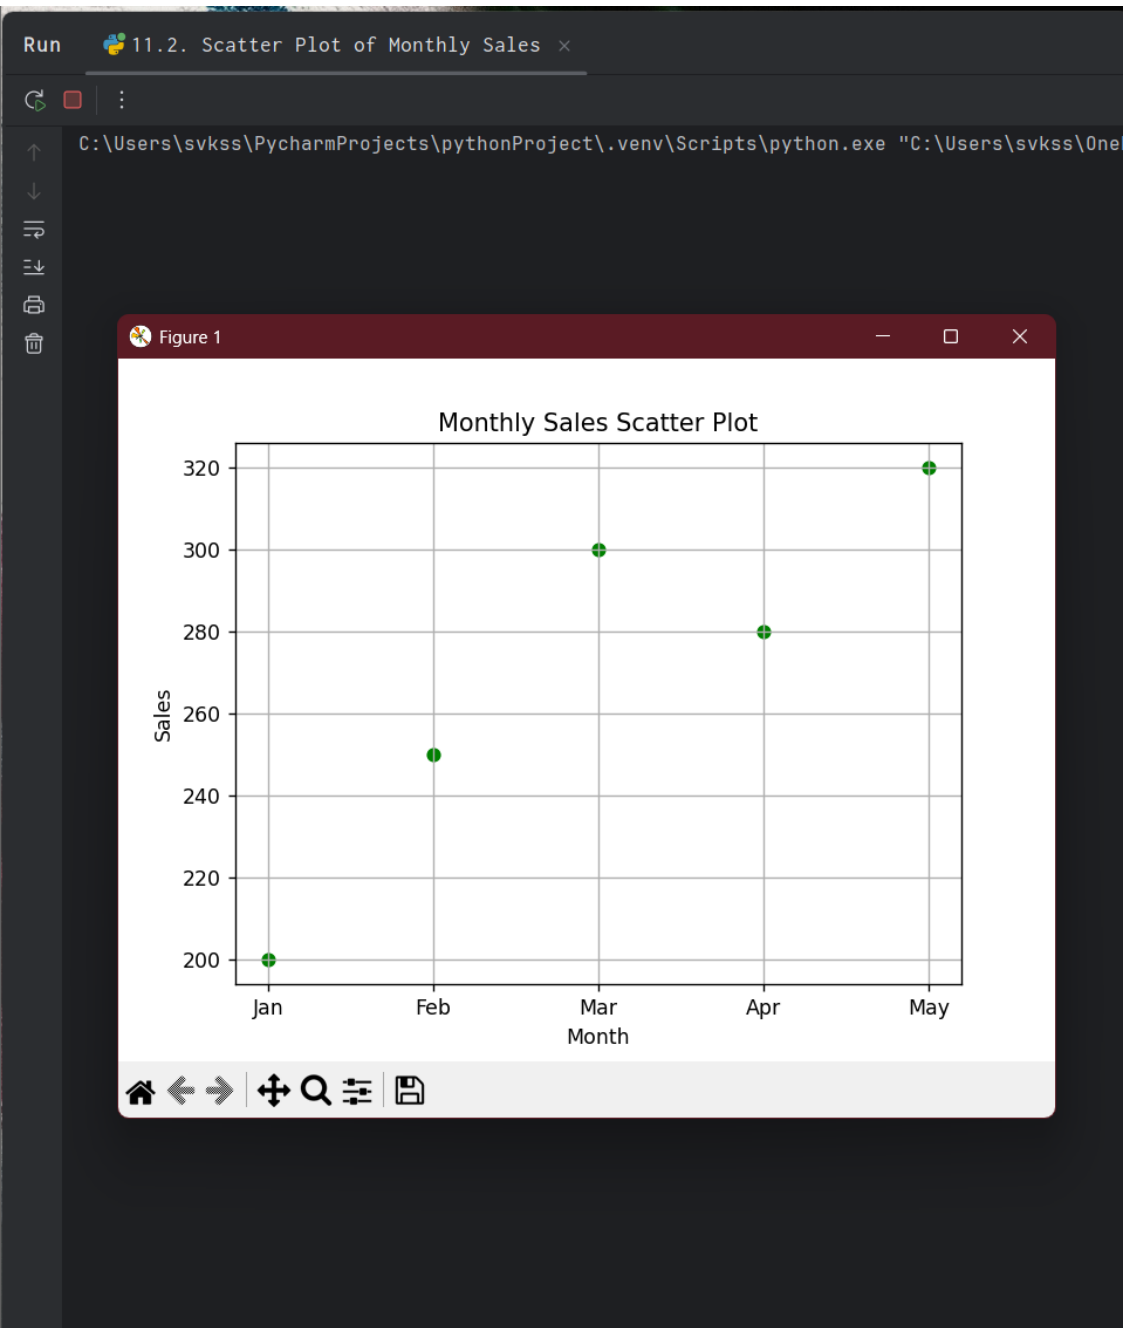 Run 11.2. Scatter Plot of Monthly Sales
C:\Users\svkss\PycharmProjects\pythonProject\.venv\Scripts\python.exe "C:\Users\svkss\One
Figure 1
Monthly Sales Scatter Plot
320
300
280
260
240
220
200
Sales
Jan Feb Mar Apr May
Month